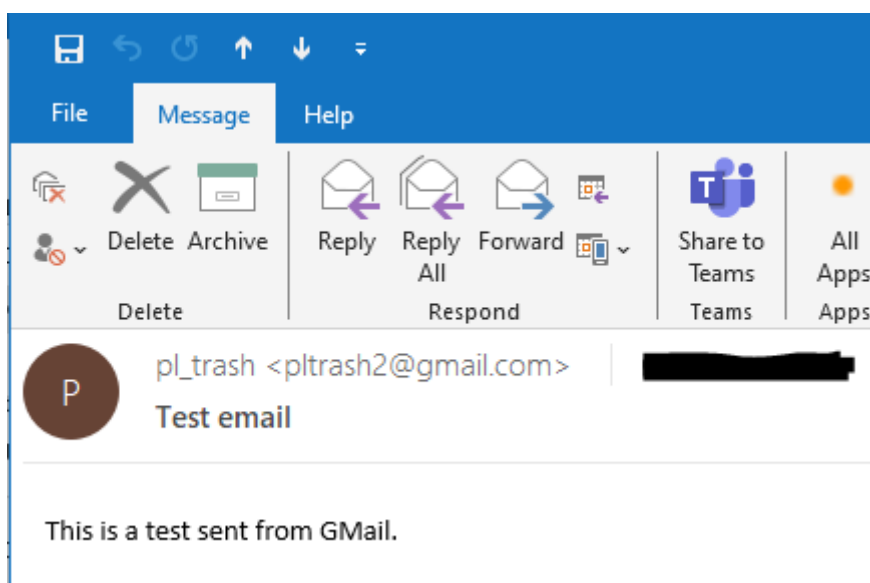 File Message Help
Delete Archive Reply Reply All Forward Share to Teams All Apps
Delete Respond Teams Apps
P
pl_trash <pltrash2@gmail.com>
Test email
This is a test sent from GMail.